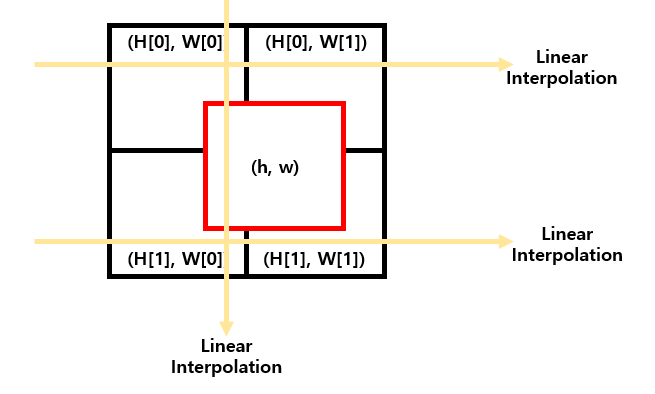 (H[0], W[0]
(H[0], W[1])
Linear
Interpolation
(h, w)
Linear
Interpolation
(H[1], W[0]
(H[1], W[1])
Linear
Interpolation